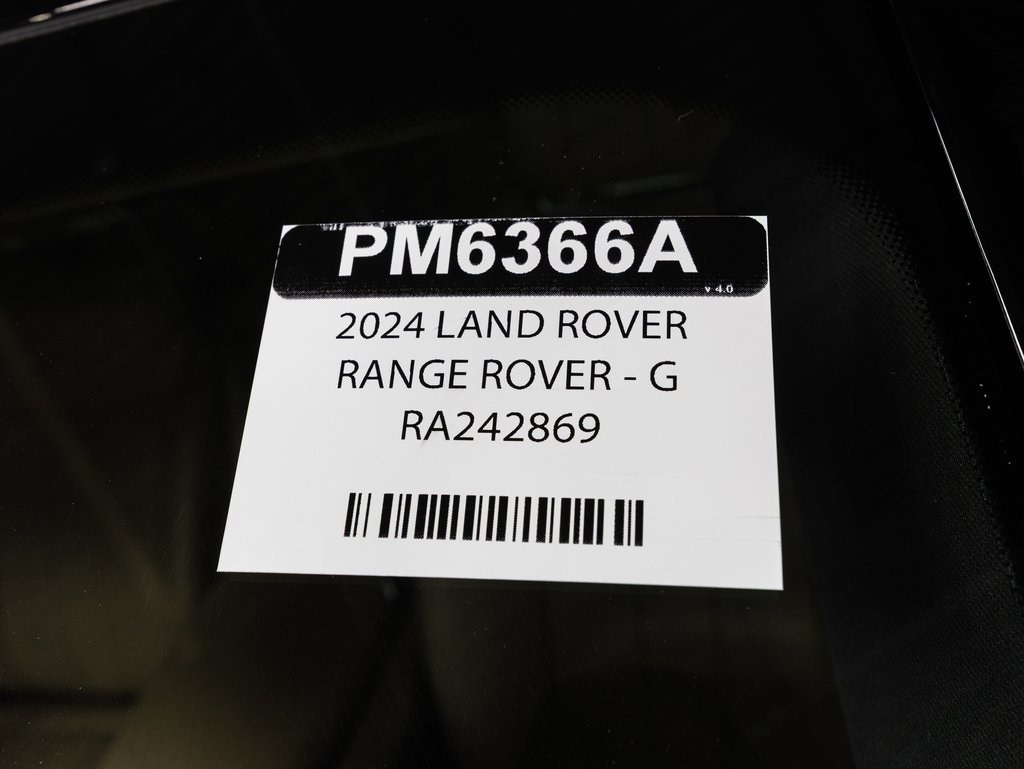 PM6366A
v 4.0
2024 LAND ROVER
RANGE ROVER - G
RA242869